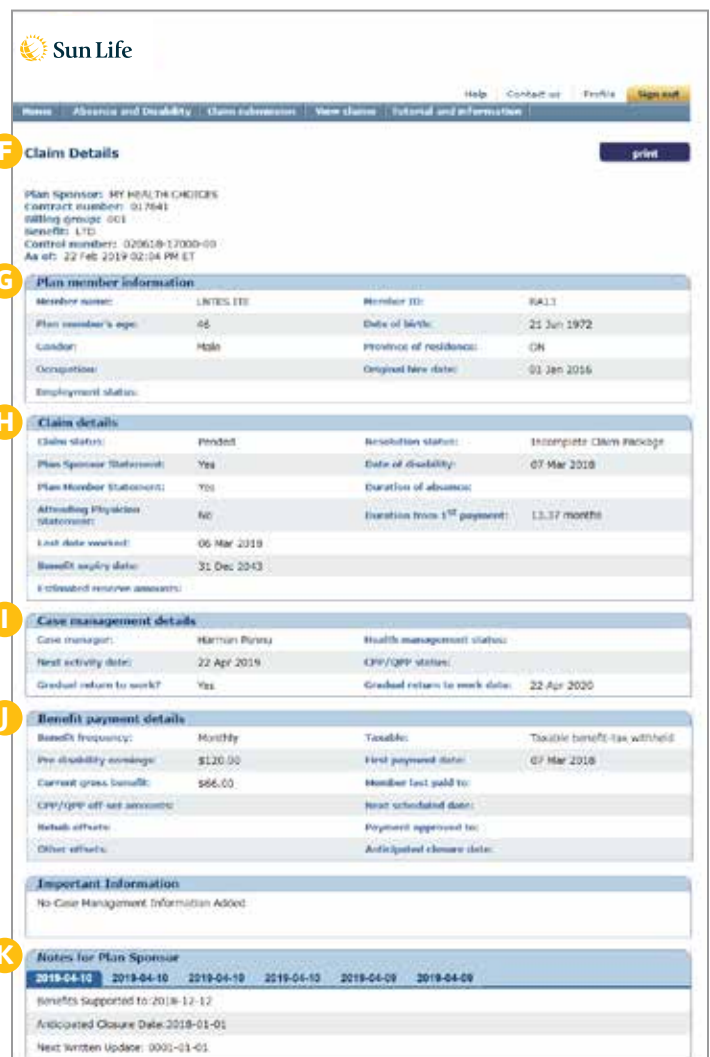 Sun Life
Help Contact us Profile Sign out
Home Absence and Disability Claim submission View claims Tutorial and information
F Claim Details print
Plan Sponsor: MY HEALTH CHOICES
Contract number: 017641
Billing group: 001
Benefit: LTD
Control number: 020618-17000-00
As of: 22 Feb 2019 02:04 PM ET
G Plan member information
Member name: Member ID:
Plan member's age: 46 Date of birth: 21 Jun 1972
Gender: Male Province of residence: ON
Occupation: Original hire date: 01 Jan 2016
Employment status:
H Claim details
Claim status: Pended Resolution status: Incomplete Claim Package
Plan Sponsor Statement: Yes Date of disability: 07 Mar 2018
Plan Member Statement: Yes Duration of absence:
Attending Physician
Statement: No Duration from 1st payment: 13.37 months
Last date worked: 06 Mar 2018
Benefit expiry date: 31 Dec 2043
Estimated reserve amounts:
I Case management details
Case manager: Harman Health management status:
Next activity date: 22 Apr 2019 CPP/QPP status:
Gradual return to work? Yes Gradual return to work date: 22 Apr 2020
J Benefit payment details
Benefit frequency: Monthly Taxable: Taxable benefit-tax withheld
Pre disability earnings: $120.00 First payment date: 07 Mar 2018
Current gross benefit: $66.00 Member last paid to:
CPP/QPP off set amounts: Next scheduled date:
Rehab offsets: Payment approved to:
Other offsets: Anticipated closure date:
Important Information
No Case Management Information Added
K Notes for Plan Sponsor
2019-04-10 2019-04-10 2019-04-10 2019-04-10 2019-04-09 2019-04-09
Benefits Supported to:2018-12-12
Anticipated Closure Date:2018-01-01
Next Written Update: 0001-01-01